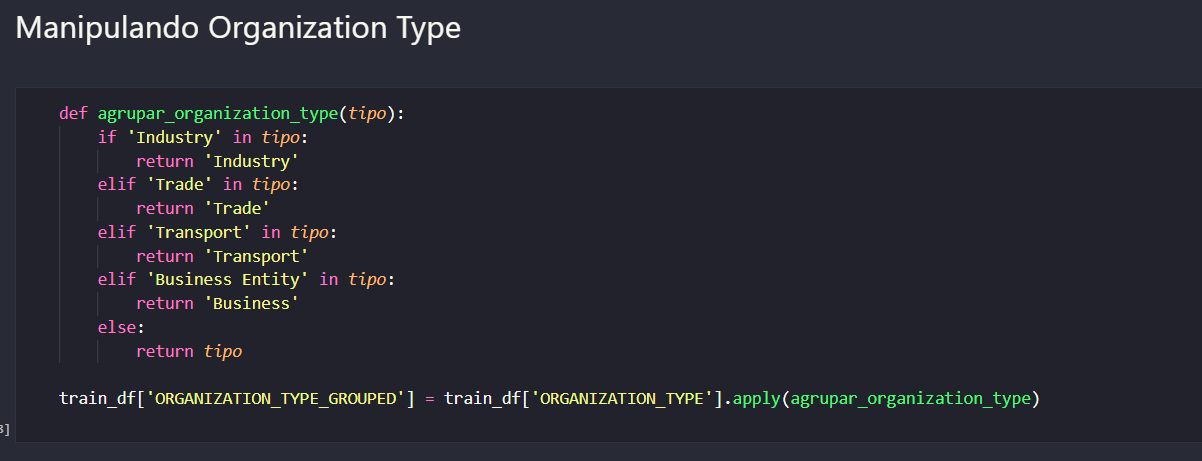 Manipulando Organization Type
def agrupar_organization_type(tipo):
    if 'Industry' in tipo:
        return 'Industry'
    elif 'Trade' in tipo:
        return 'Trade'
    elif 'Transport' in tipo:
        return 'Transport'
    elif 'Business Entity' in tipo:
        return 'Business'
    else:
        return tipo
train_df['ORGANIZATION_TYPE_GROUPED'] = train_df['ORGANIZATION_TYPE'].apply(agrupar_organization_type)